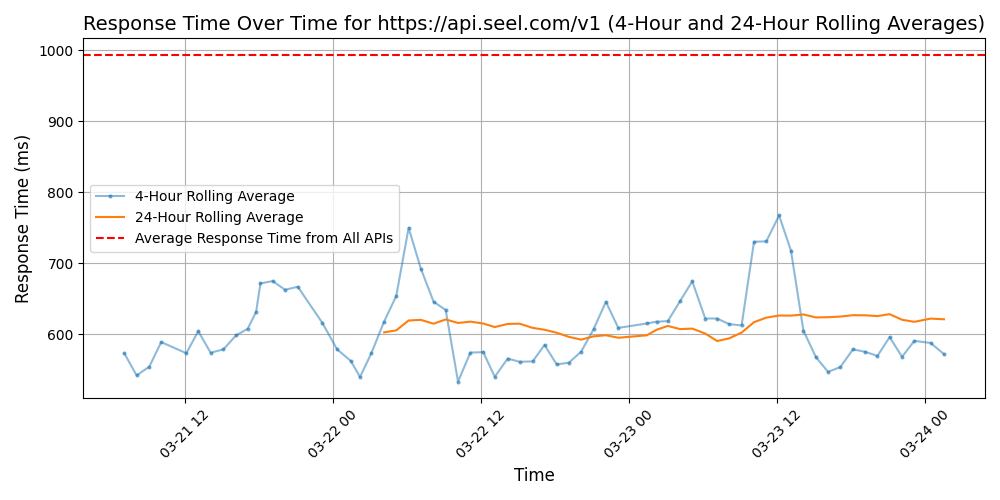 Response Time Over Time for https://api.seel.com/v1 (4-Hour and 24-Hour Rolling Averages)
Response Time (ms)
1000
900
800
700
600
4-Hour Rolling Average
24-Hour Rolling Average
Average Response Time from All APIs
03-21 12
03-22 00
03-22 12
03-23 00
03-23 12
03-24 00
Time